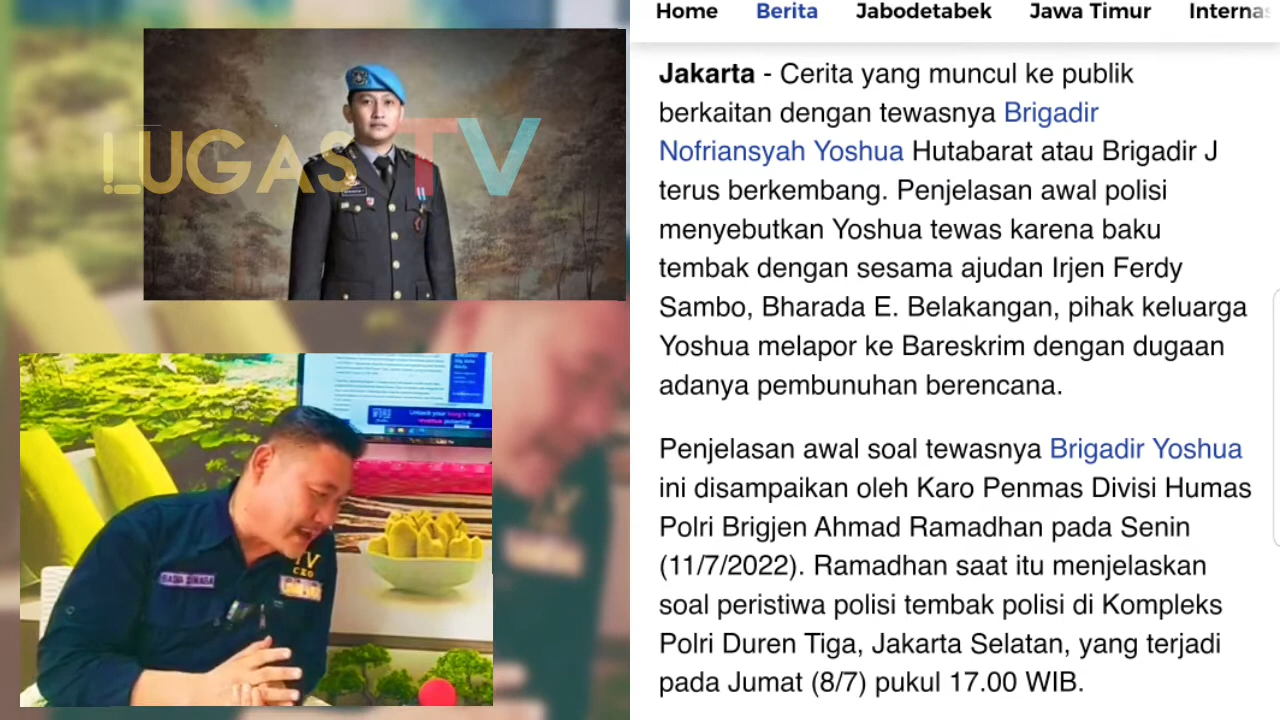 LUGAS TV
Unlock your
TV
CEO
Home Berita Jabodetabek Jawa Timur Internas
Jakarta - Cerita yang muncul ke publik
berkaitan dengan tewasnya Brigadir
Nofriansyah Yoshua Hutabarat atau Brigadir J
terus berkembang. Penjelasan awal polisi
menyebutkan Yoshua tewas karena baku
tembak dengan sesama ajudan Irjen Ferdy
Sambo, Bharada E. Belakangan, pihak keluarga
Yoshua melapor ke Bareskrim dengan dugaan
adanya pembunuhan berencana.
Penjelasan awal soal tewasnya Brigadir Yoshua
ini disampaikan oleh Karo Penmas Divisi Humas
Polri Brigjen Ahmad Ramadhan pada Senin
(11/7/2022). Ramadhan saat itu menjelaskan
soal peristiwa polisi tembak polisi di Kompleks
Polri Duren Tiga, Jakarta Selatan, yang terjadi
pada Jumat (8/7) pukul 17.00 WIB.